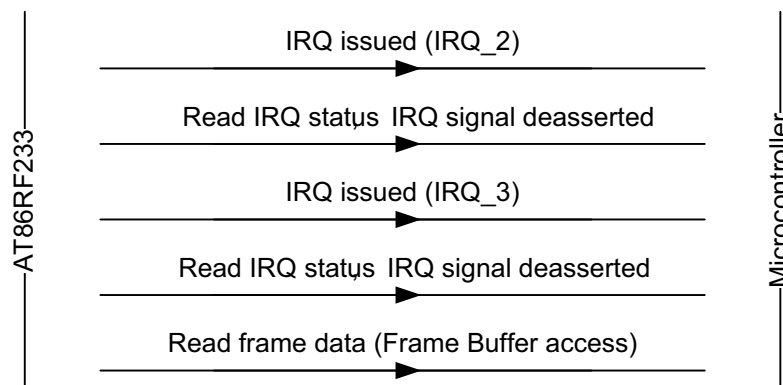 IRQ issued (IRQ_2)
Read IRQ status, IRQ signal deasserted
AT86RF233
IRQ issued (IRQ_3)
Read IRQ status, IRQ signal deasserted
Microcontroller
Read frame data (Frame Buffer access)